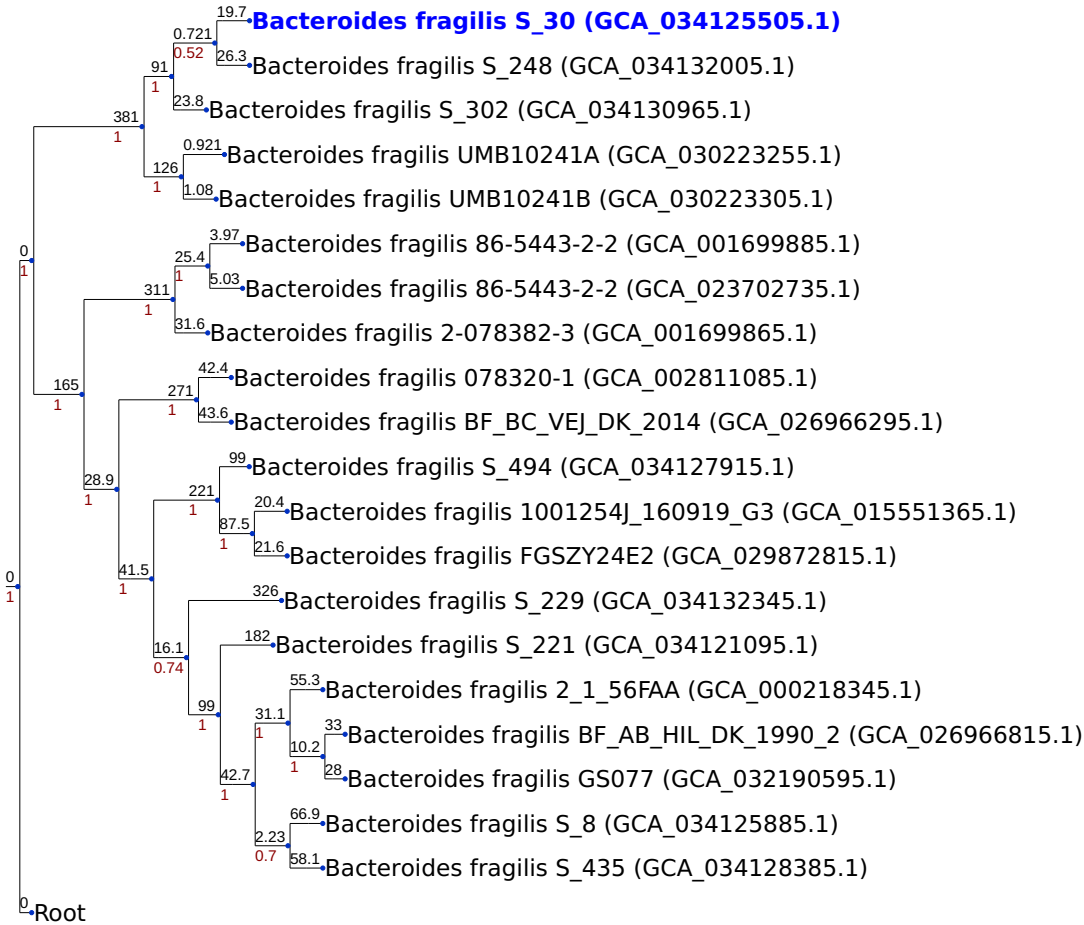 19.7
Bacteroides fragilis S_30 (GCA_034125505.1)
0.721
0.52
26.3
Bacteroides fragilis S_248 (GCA_034132005.1)
91
1
23.8
Bacteroides fragilis S_302 (GCA_034130965.1)
381
1
0.921
Bacteroides fragilis UMB10241A (GCA_030223255.1)
126
1
1.08
Bacteroides fragilis UMB10241B (GCA_030223305.1)
0
1
3.97
Bacteroides fragilis 86-5443-2-2 (GCA_001699885.1)
25.4
1
5.03
Bacteroides fragilis 86-5443-2-2 (GCA_023702735.1)
311
1
31.6
Bacteroides fragilis 2-078382-3 (GCA_001699865.1)
165
1
42.4
Bacteroides fragilis 078320-1 (GCA_002811085.1)
271
1
43.6
Bacteroides fragilis BF_BC_VEJ_DK_2014 (GCA_026966295.1)
28.9
1
99
Bacteroides fragilis S_494 (GCA_034127915.1)
221
1
20.4
Bacteroides fragilis 1001254J_160919_G3 (GCA_015551365.1)
87.5
1
21.6
Bacteroides fragilis FGSZY24E2 (GCA_029872815.1)
41.5
1
0
1
326
Bacteroides fragilis S_229 (GCA_034132345.1)
16.1
0.74
182
Bacteroides fragilis S_221 (GCA_034121095.1)
99
1
55.3
Bacteroides fragilis 2_1_56FAA (GCA_000218345.1)
31.1
1
33
Bacteroides fragilis BF_AB_HIL_DK_1990_2 (GCA_026966815.1)
10.2
1
28
Bacteroides fragilis GS077 (GCA_032190595.1)
42.7
1
66.9
Bacteroides fragilis S_8 (GCA_034125885.1)
2.23
0.7
58.1
Bacteroides fragilis S_435 (GCA_034128385.1)
0
Root